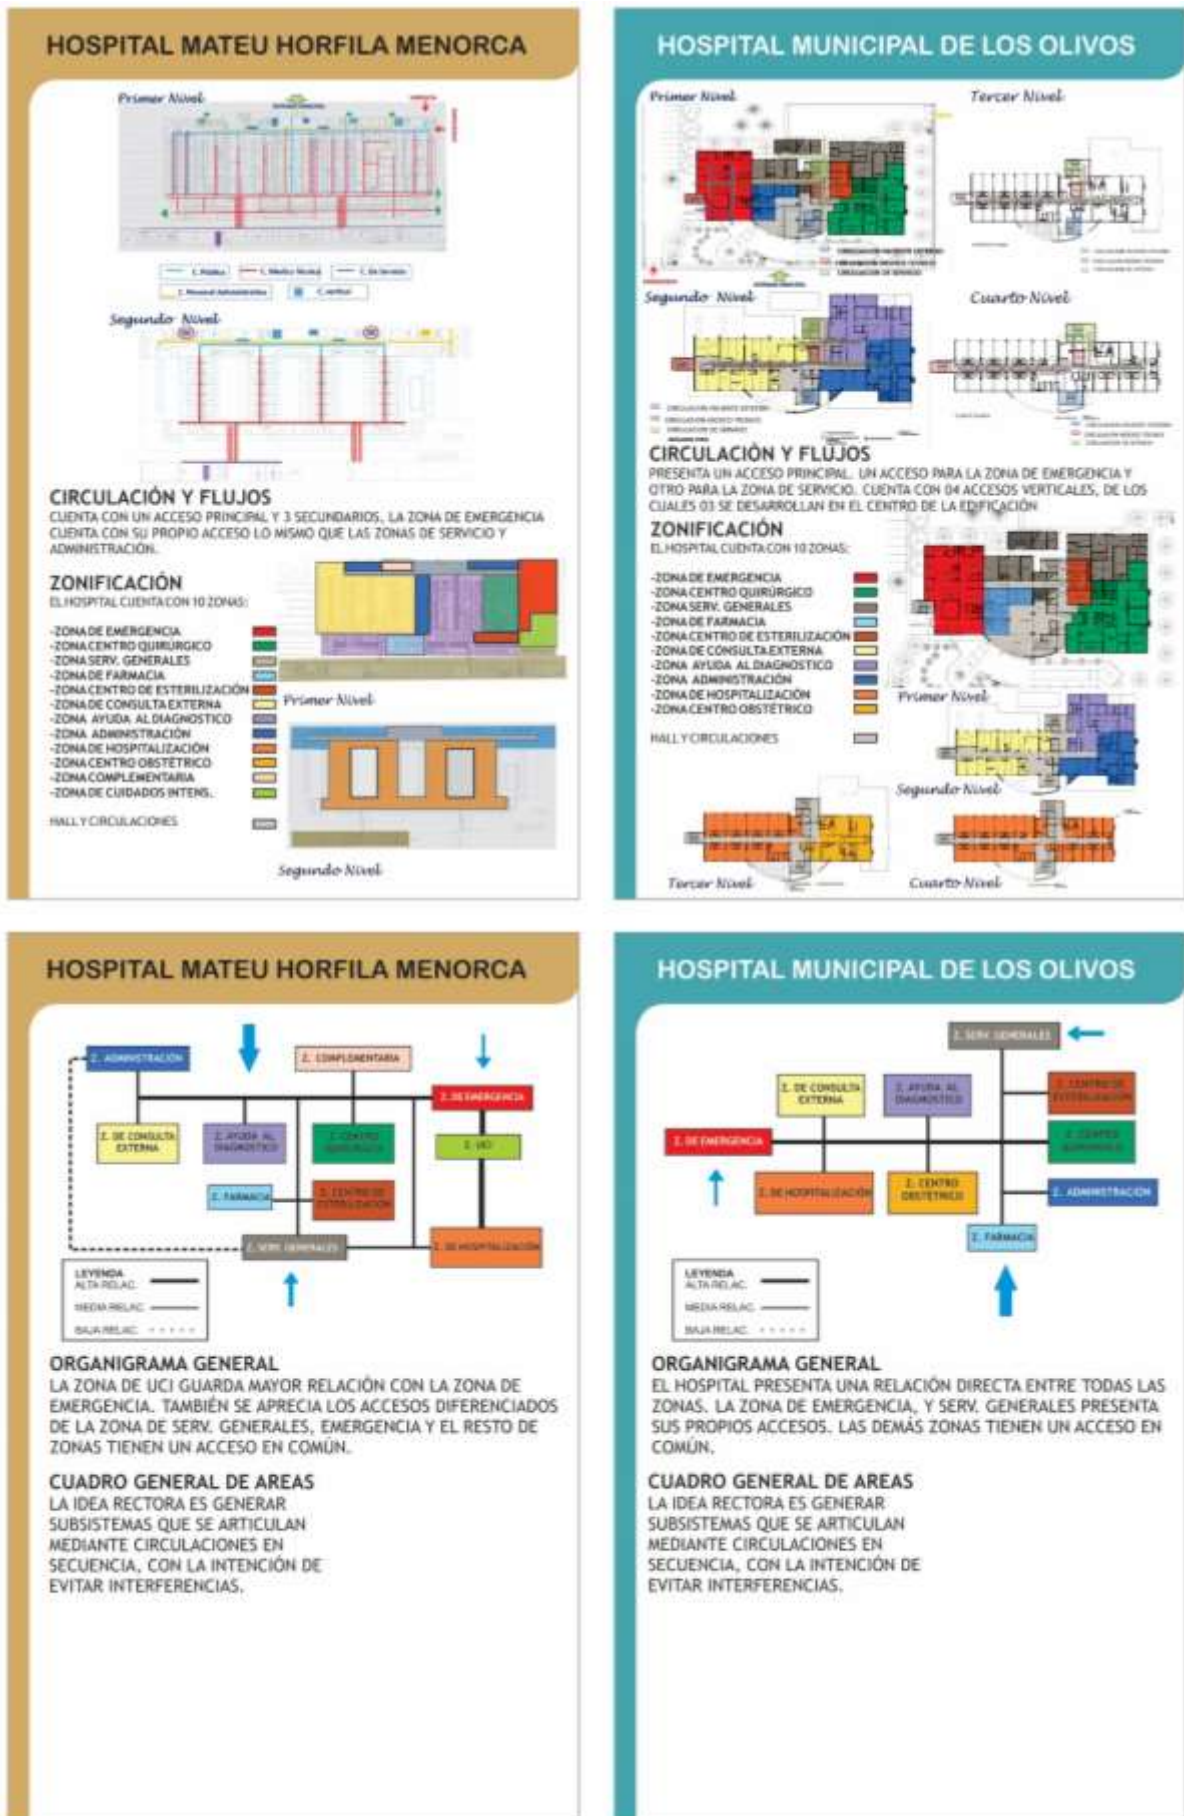 HOSPITAL MATEU HORFILA MENORCA
Primer Nivel
Segundo Nivel
CIRCULACIÓN Y FLUJOS
CUENTA CON UN ACCESO PRINCIPAL Y 3 SECUNDARIOS, LA ZONA DE EMERGENCIA
CUENTA CON SU PROPIO ACCESO LO MISMO QUE LAS ZONAS DE SERVICIO Y
ADMINISTRACIÓN.
ZONIFICACIÓN
EL HOSPITAL CUENTA CON 10 ZONAS:
-ZONA DE EMERGENCIA
-ZONA CENTRO QUIRÚRGICO
-ZONA SERV. GENERALES
-ZONA DE FARMACIA
-ZONA CENTRO DE ESTERILIZACIÓN
-ZONA DE CONSULTA EXTERNA
-ZONA AYUDA AL DIAGNOSTICO
-ZONA ADMINISTRACIÓN
-ZONA DE HOSPITALIZACIÓN
-ZONA CENTRO OBSTÉTRICO
-ZONA COMPLEMENTARIA
-ZONA DE CUIDADOS INTENS.
HALL Y CIRCULACIONES
Primer Nivel
Segundo Nivel
HOSPITAL MUNICIPAL DE LOS OLIVOS
Primer Nivel
Tercer Nivel
Segundo Nivel
Cuarto Nivel
CIRCULACIÓN Y FLUJOS
PRESENTA UN ACCESO PRINCIPAL, UN ACCESO PARA LA ZONA DE EMERGENCIA Y
OTRO PARA LA ZONA DE SERVICIO. CUENTA CON 04 ACCESOS VERTICALES, DE LOS
CUALES 03 SE DESARROLLAN EN EL CENTRO DE LA EDIFICACIÓN
ZONIFICACIÓN
EL HOSPITAL CUENTA CON 10 ZONAS:
-ZONA DE EMERGENCIA
-ZONA CENTRO QUIRÚRGICO
-ZONA SERV. GENERALES
-ZONA DE FARMACIA
-ZONA CENTRO DE ESTERILIZACIÓN
-ZONA DE CONSULTA EXTERNA
-ZONA AYUDA AL DIAGNOSTICO
-ZONA ADMINISTRACIÓN
-ZONA DE HOSPITALIZACIÓN
-ZONA CENTRO OBSTÉTRICO
HALL Y CIRCULACIONES
Primer Nivel
Segundo Nivel
Tercer Nivel
Cuarto Nivel
HOSPITAL MATEU HORFILA MENORCA
Z. ADMINISTRACIÓN
Z. COMPLEMENTARIA
Z. DE EMERGENCIA
Z. DE CONSULTA
EXTERNA
Z. AYUDA AL
DIAGNOSTICO
Z. CENTRO
QUIRURGICO
Z. UCI
Z. FARMACIA
Z. CENTRO DE
ESTERILIZACIÓN
Z. SERV. GENERALES
Z. DE HOSPITALIZACIÓN
LEYENDA
ALTA RELAC.
MEDIA RELAC.
BAJA RELAC.
ORGANIGRAMA GENERAL
LA ZONA DE UCI GUARDA MAYOR RELACIÓN CON LA ZONA DE
EMERGENCIA. TAMBIÉN SE APRECIA LOS ACCESOS DIFERENCIADOS
DE LA ZONA DE SERV. GENERALES, EMERGENCIA Y EL RESTO DE
ZONAS TIENEN UN ACCESO EN COMÚN.
CUADRO GENERAL DE AREAS
LA IDEA RECTORA ES GENERAR
SUBSISTEMAS QUE SE ARTICULAN
MEDIANTE CIRCULACIONES EN
SECUENCIA, CON LA INTENCIÓN DE
EVITAR INTERFERENCIAS.
HOSPITAL MUNICIPAL DE LOS OLIVOS
Z. SERV. GENERALES
Z. DE CONSULTA
EXTERNA
Z. AYUDA AL
DIAGNOSTICO
Z. CENTRO DE
ESTERILIZACIÓN
Z. DE EMERGENCIA
Z. CENTRO
QUIRURGICO
Z. DE HOSPITALIZACIÓN
Z. CENTRO
OBSTÉTRICO
Z. ADMINISTRACIÓN
Z. FARMACIA
LEYENDA
ALTA RELAC.
MEDIA RELAC.
BAJA RELAC.
ORGANIGRAMA GENERAL
EL HOSPITAL PRESENTA UNA RELACIÓN DIRECTA ENTRE TODAS LAS
ZONAS. LA ZONA DE EMERGENCIA, Y SERV. GENERALES PRESENTA
SUS PROPIOS ACCESOS. LAS DEMÁS ZONAS TIENEN UN ACCESO EN
COMÚN.
CUADRO GENERAL DE AREAS
LA IDEA RECTORA ES GENERAR
SUBSISTEMAS QUE SE ARTICULAN
MEDIANTE CIRCULACIONES EN
SECUENCIA, CON LA INTENCIÓN DE
EVITAR INTERFERENCIAS.